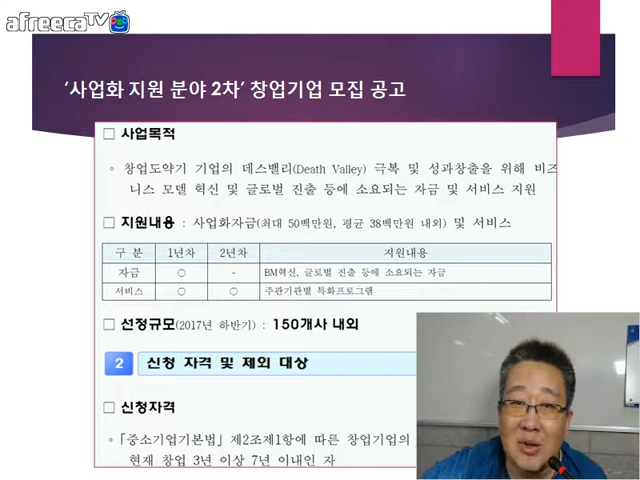 afreecaTV
‘사업화 지원 분야 2차’ 창업기업 모집 공고
□ 사업목적
◦ 창업도약기 기업의 데스밸리(Death Valley) 극복 및 성과창출을 위해 비즈
니스 모델 혁신 및 글로벌 진출 등에 소요되는 자금 및 서비스 지원
□ 지원내용 : 사업화자금(최대 50백만원, 평균 38백만원 내외) 및 서비스
구 분 1년차 2년차 지원내용
자금 ○ - BM혁신, 글로벌 진출 등에 소요되는 자금
서비스 ○ ○ 주관기관별 특화프로그램
□ 선정규모(2017년 하반기) : 150개사 내외
2 신청 자격 및 제외 대상
□ 신청자격
◦「중소기업기본법」제2조제1항에 따른 창업기업의
현재 창업 3년 이상 7년 이내인 자